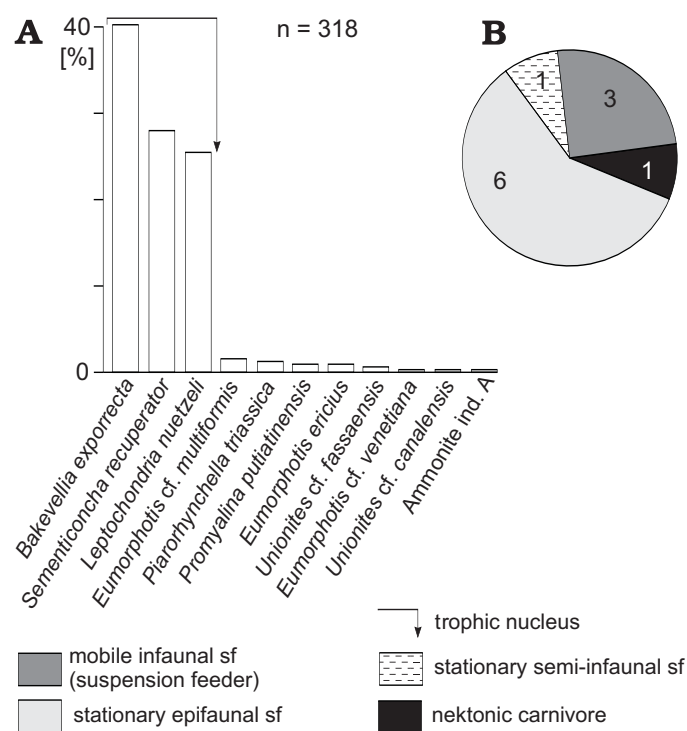 A
40
[%]
0
n = 318
B
1
3
1
6
Bakevellia exporrecta
Sementiconcha recuperator
Leptochondria nuetzeli
Eumorphotis cf. multiformis
Piarorhynchella triassica
Promyalina putiatinensis
Eumorphotis ericius
Unionites cf. fassaensis
Eumorphotis cf. venetiana
Unionites cf. canalensis
Ammonite ind. A
mobile infaunal sf
(suspension feeder)
stationary epifaunal sf
trophic nucleus
stationary semi-infaunal sf
nektonic carnivore